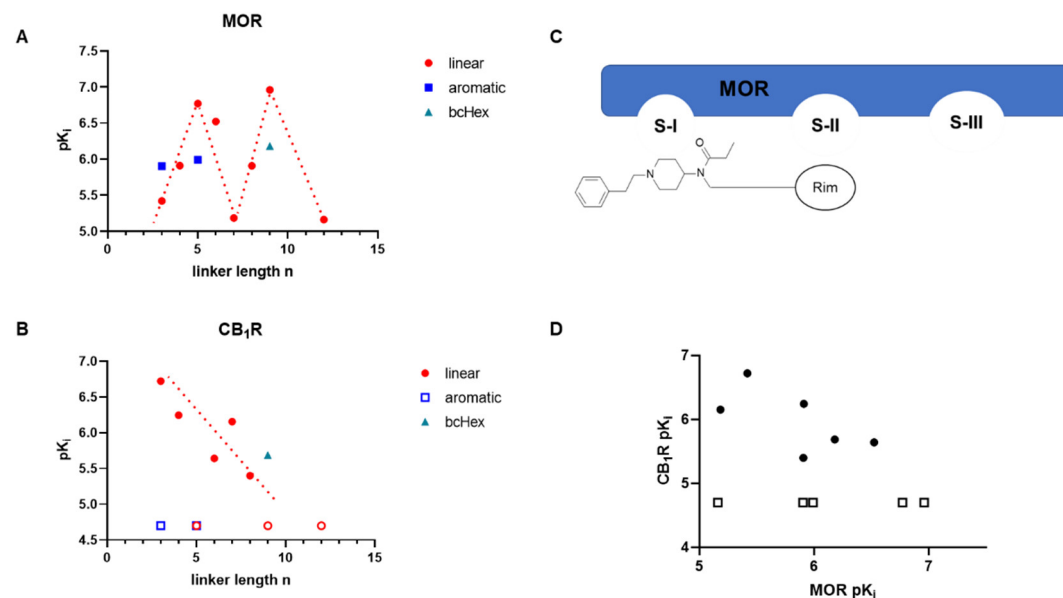 A
MOR
pKi
7.5
7.0
6.5
6.0
5.5
5.0
0
5
10
15
linker length n
linear
aromatic
bcHex
C
MOR
S-I
S-II
S-III
O
N
N
Rim
B
CB1R
pKi
7.0
6.5
6.0
5.5
5.0
4.5
0
5
10
15
linker length n
linear
aromatic
bcHex
D
CB1R pKi
7
6
5
4
5
6
7
MOR pKi